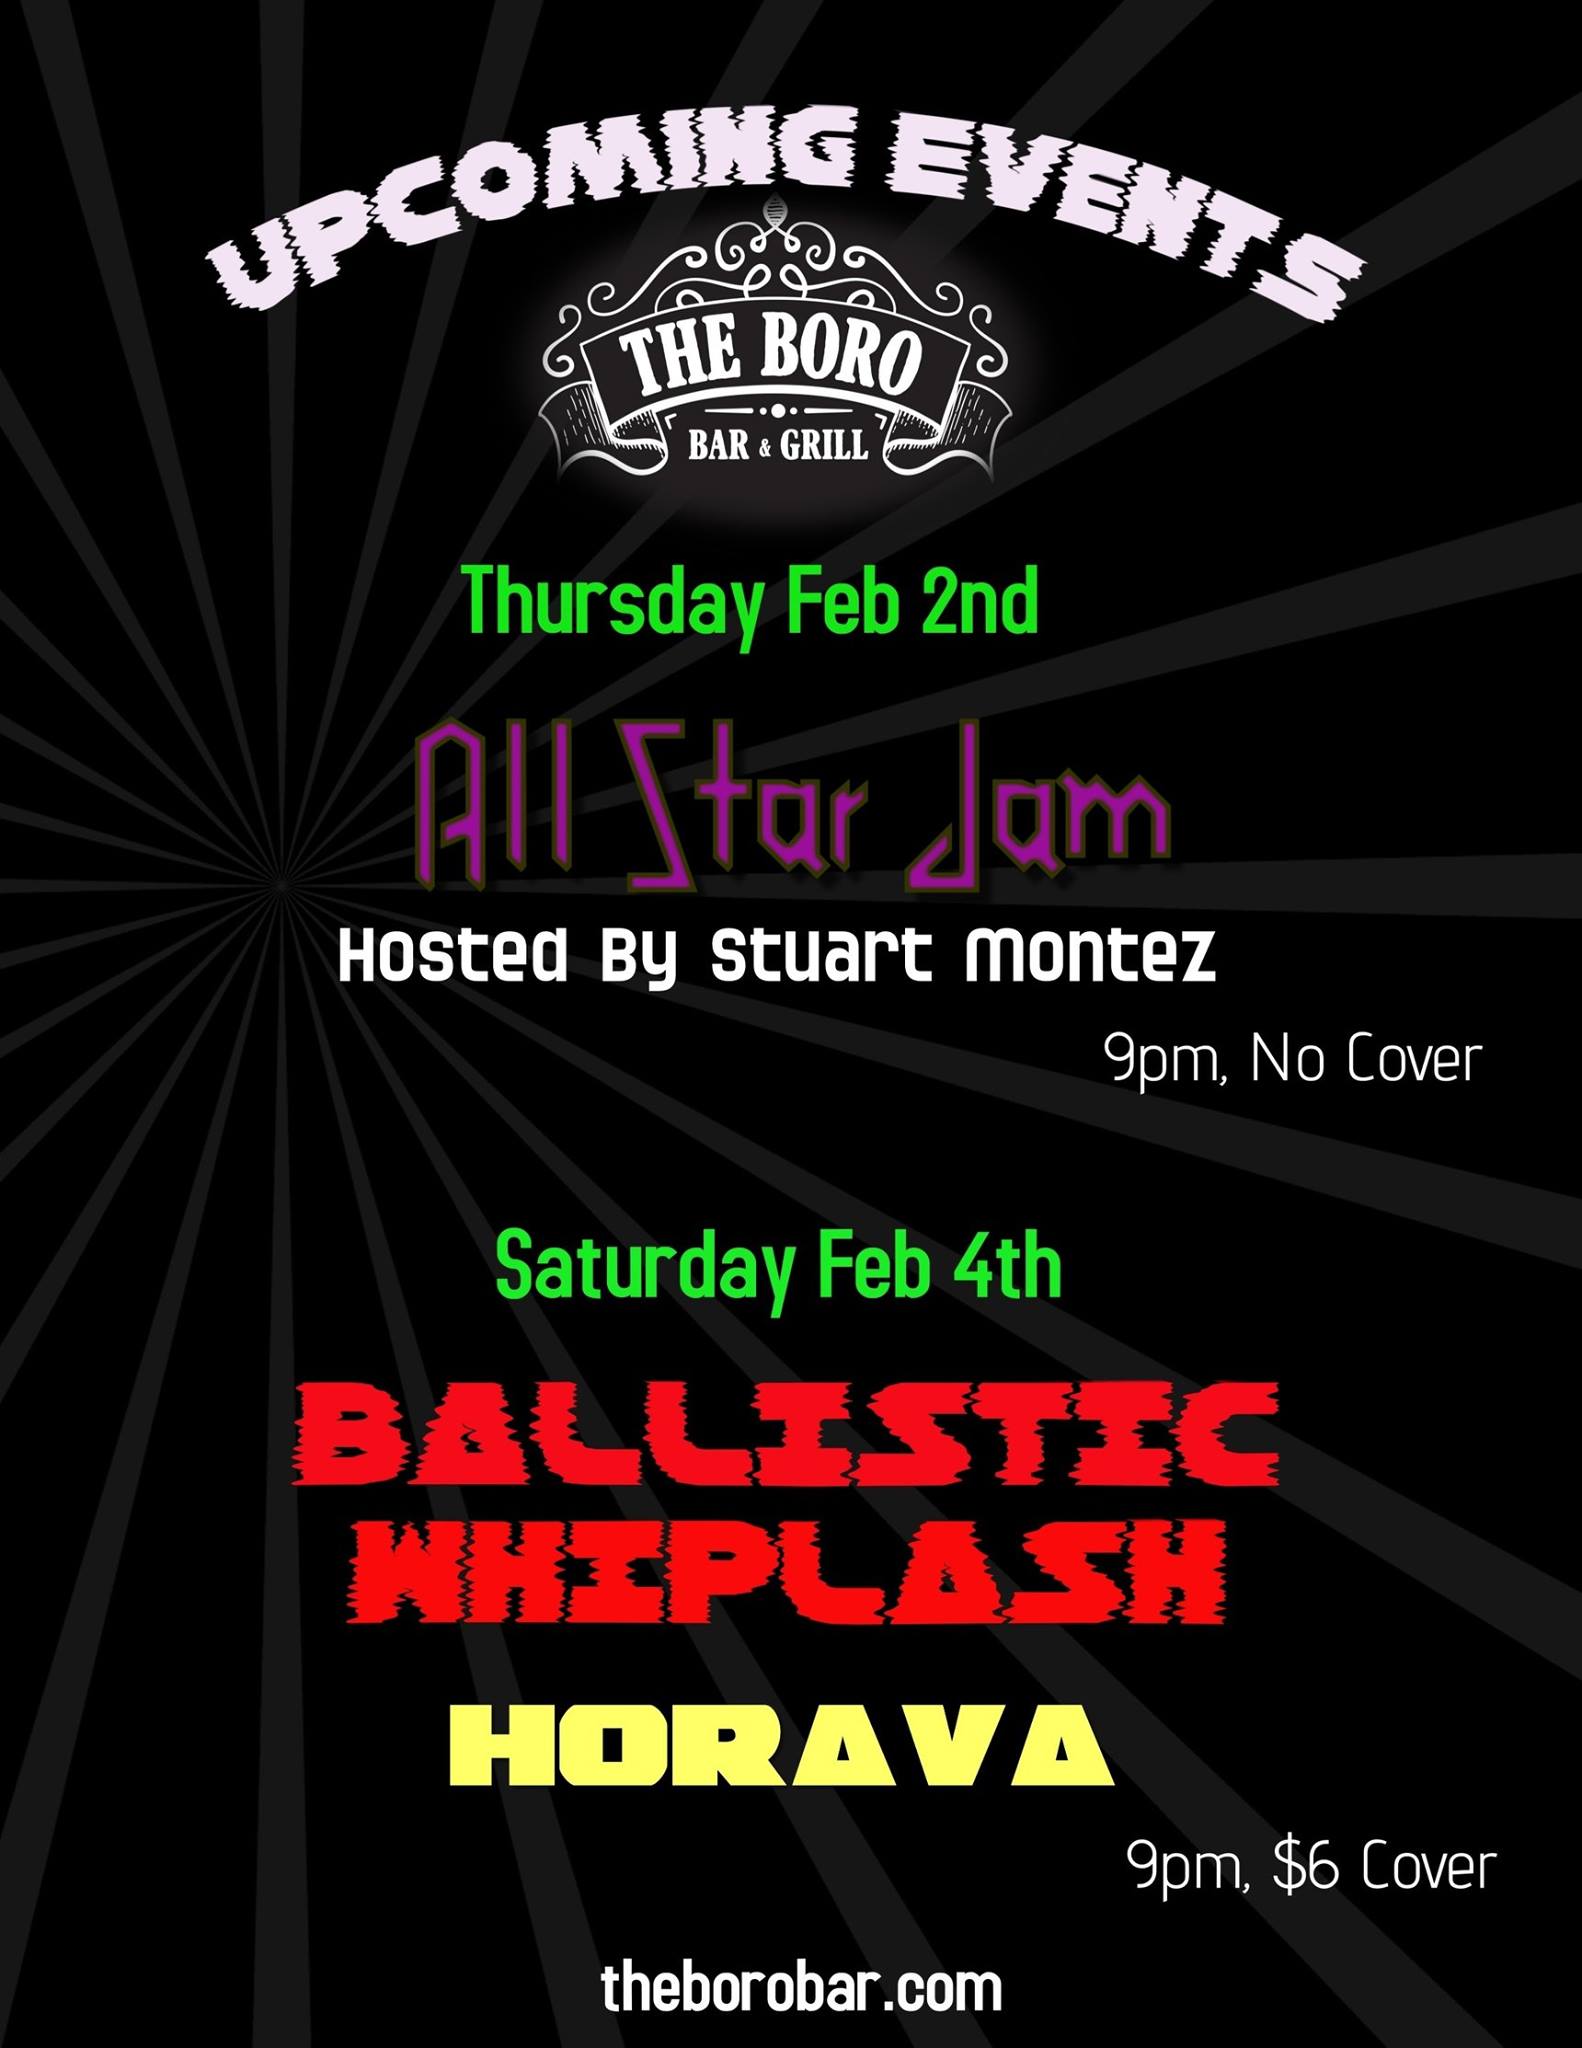 UPCOMING EVENTS
THE BORO
BAR & GRILL
Thursday Feb 2nd
All Star Jam
Hosted By Stuart Montez
9pm, No Cover
Saturday Feb 4th
BALLISTIC
WHIPLASH
HORAVA
9pm, $6 Cover
theborobar.com